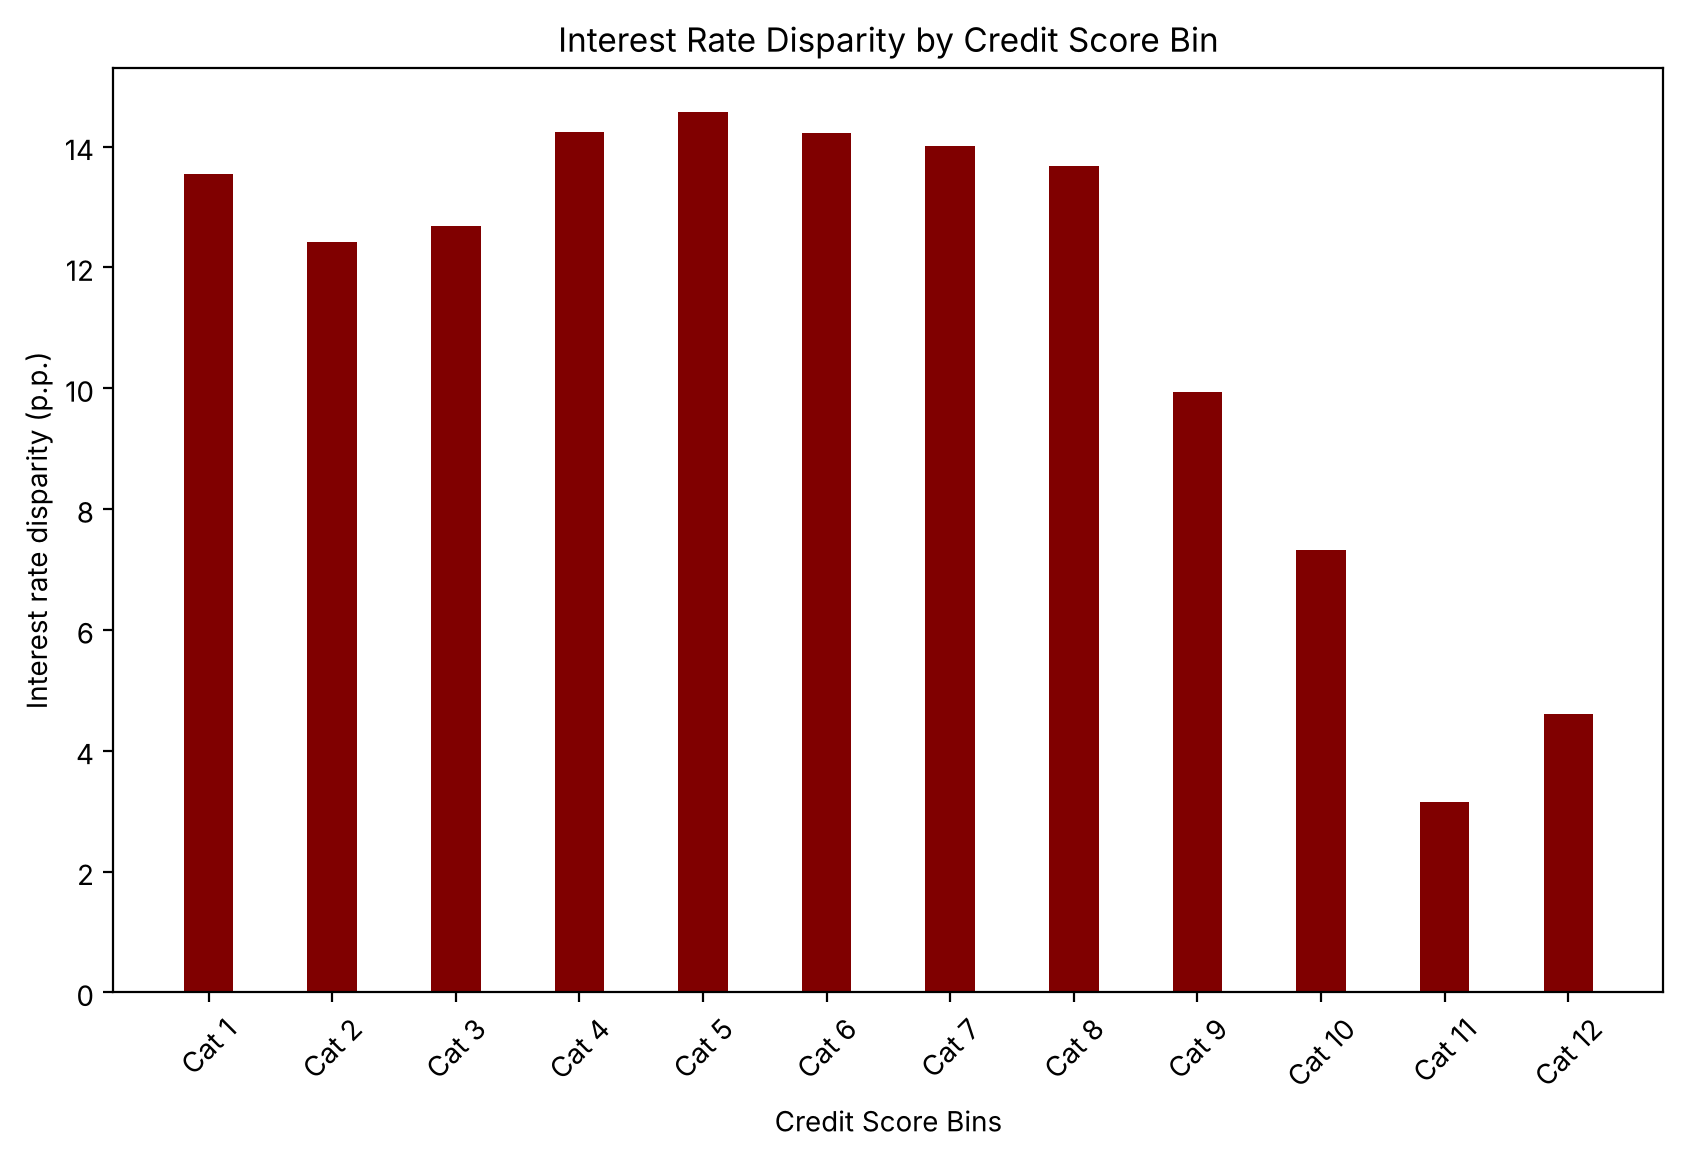 Interest Rate Disparity by Credit Score Bin
Interest rate disparity (p.p.)
14
12
10
8
6
4
2
0
Cat 1
Cat 2
Cat 3
Cat 4
Cat 5
Cat 6
Cat 7
Cat 8
Cat 9
Cat 10
Cat 11
Cat 12
Credit Score Bins